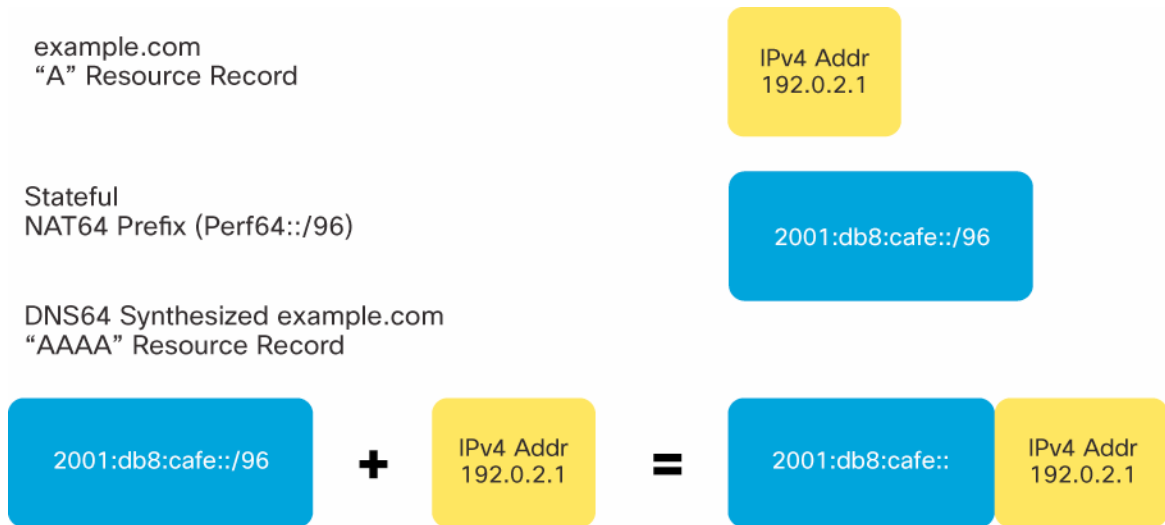 example.com
“A” Resource Record
IPv4 Addr
192.0.2.1
Stateful
NAT64 Prefix (Perf64::/96)
2001:db8:cafe::/96
DNS64 Synthesized example.com
“AAAA” Resource Record
2001:db8:cafe::/96
+
IPv4 Addr
192.0.2.1
=
2001:db8:cafe::
IPv4 Addr
192.0.2.1